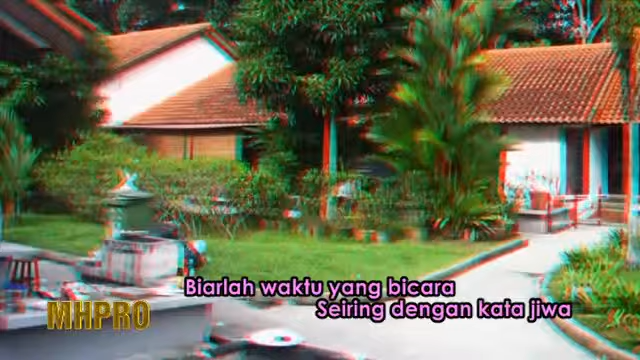 Biarlah waktu yang bicara
Seiring dengan kata jiwa
MHPRO